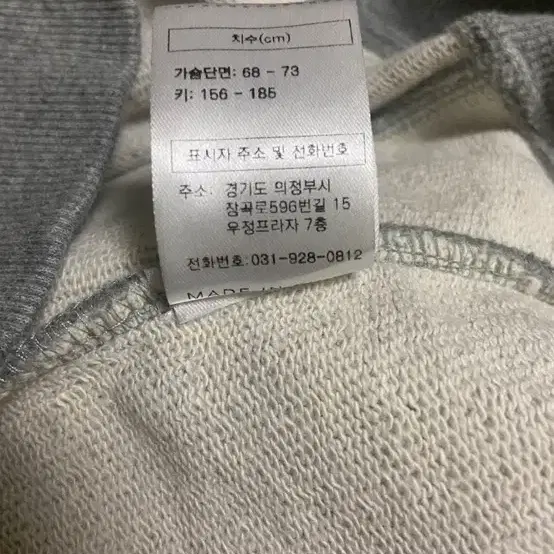 치수(cm)
가슴단면: 68 - 73
키: 156 - 185
표시자 주소 및 전화번호
주소: 경기도 의정부시
장곡로596번길 15
우정프라자 7층
전화번호: 031-928-0812
MADE IN